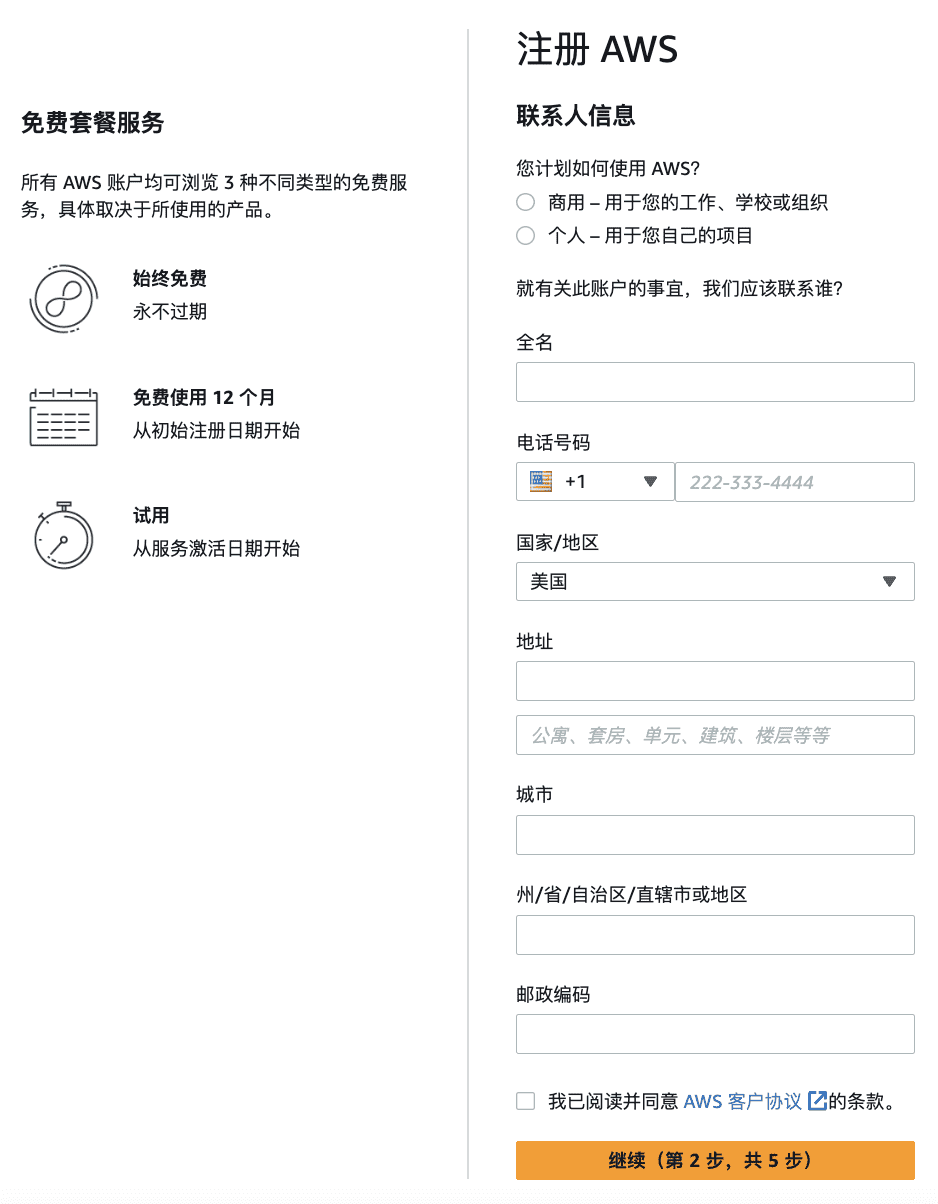 免费套餐服务
所有 AWS 账户均可浏览 3 种不同类型的免费服
务，具体取决于所使用的产品。
始终免费
永不过期
免费使用 12 个月
从初始注册日期开始
试用
从服务激活日期开始
注册 AWS
联系人信息
您计划如何使用 AWS?
商用 – 用于您的工作、学校或组织
个人 – 用于您自己的项目
就有关此账户的事宜，我们应该联系谁?
全名
电话号码
+1 222-333-4444
国家/地区
美国
地址
公寓、套房、单元、建筑、楼层等等
城市
州/省/自治区/直辖市或地区
邮政编码
我已阅读并同意 AWS 客户协议 的条款。
继续（第 2 步，共 5 步）